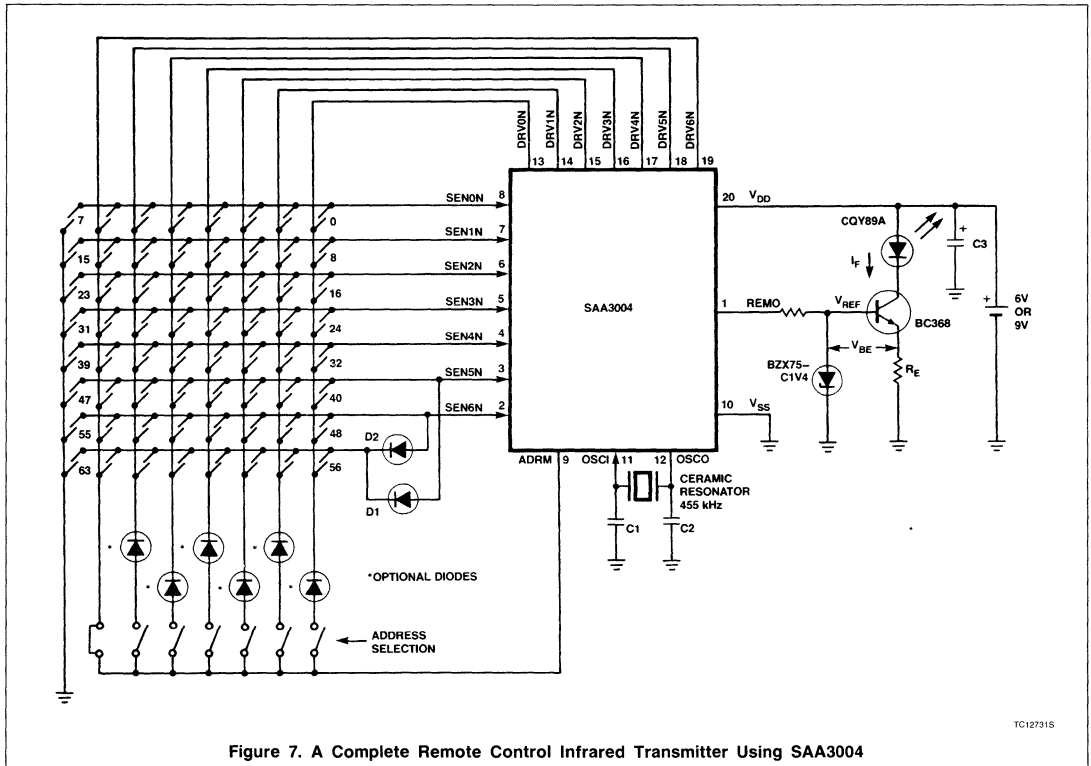 DRV0N
DRV1N
DRV2N
DRV3N
DRV4N
DRV5N
DRV6N
13 14 15 16 17 18 19
SEN0N 8
7 0
SEN1N 7
15 8
SEN2N 6
23 16
SEN3N 5
31 24
SEN4N 4
39 32
SEN5N 3
47 40
SEN6N 2
55 48
63 56
SAA3004
20 VDD
CQY89A
IF
+ C3
1 REMO
VREF
BC368
+ 6V
OR
9V
VBE
BZX75–
C1V4
RE
10 VSS
D2
D1
ADRM 9 OSCI 11 12 OSCO
CERAMIC
RESONATOR
455 kHz
C1 C2
* * *
* * *
*OPTIONAL DIODES
ADDRESS
SELECTION
TC12731S
Figure 7. A Complete Remote Control Infrared Transmitter Using SAA3004